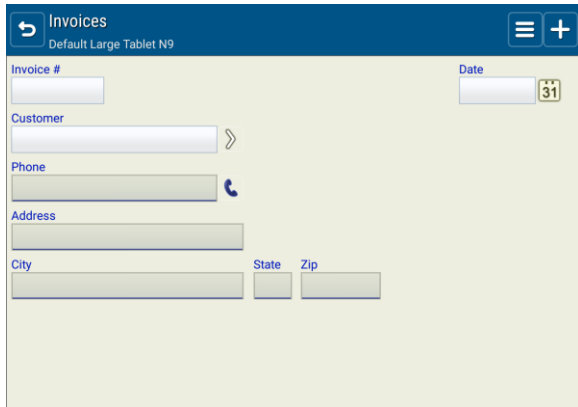 Invoices
Default Large Tablet N9
Invoice #
Date
31
Customer
Phone
Address
City State Zip